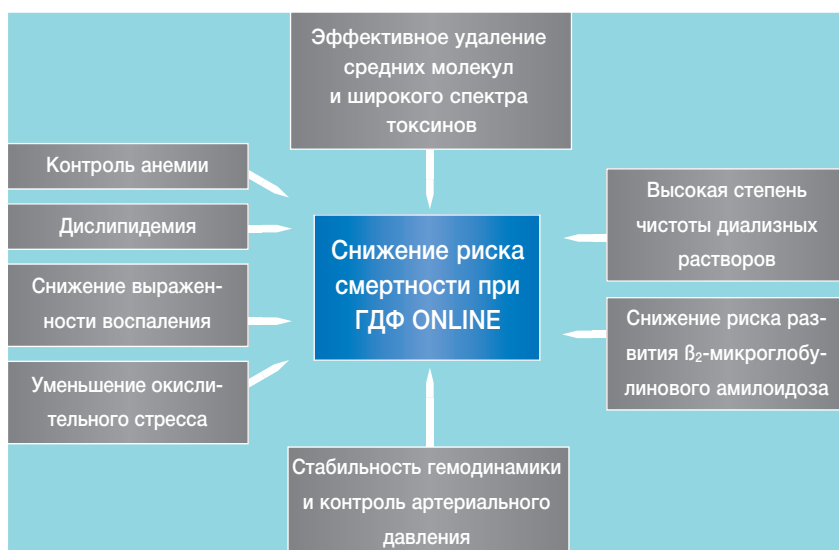 Эффективное удаление
средних молекул
и широкого спектра
токсинов
Контроль анемии
Дислипидемия
Снижение выражен-
ности воспаления
Уменьшение окисли-
тельного стресса
Снижение риска
смертности при
ГДФ ONLINE
Высокая степень
чистоты диализных
растворов
Снижение риска раз-
вития ß₂-микроглобу-
линового амилоидоза
Стабильность гемодинамики
и контроль артериального
давления